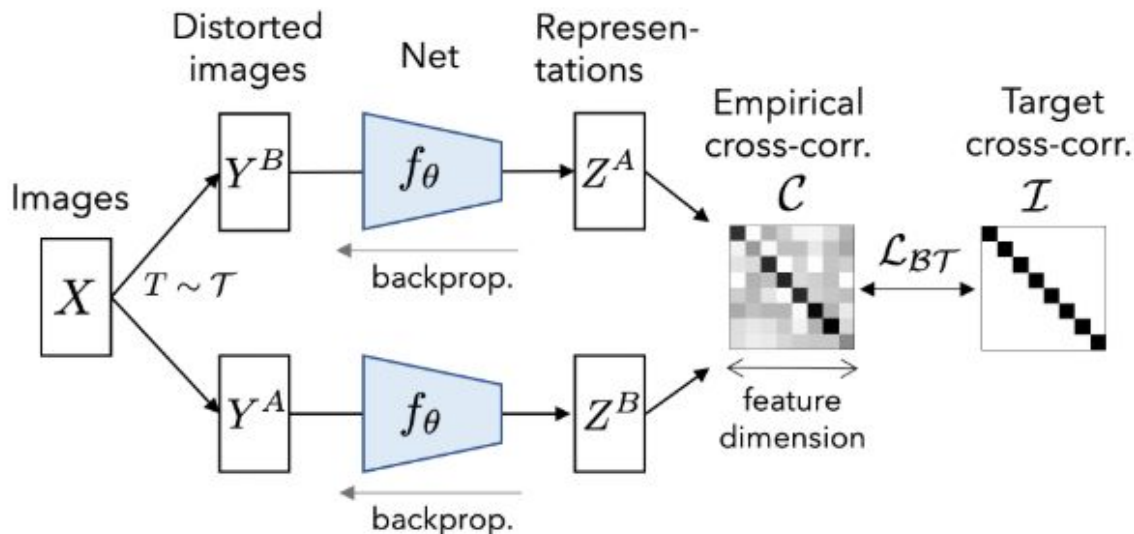 Distorted
images
Net
Represen-
tations
Empirical
cross-corr.
Target
cross-corr.
Images
X
T ~ 𝒯
Y^B
f_θ
Z^A
backprop.
𝒞
ℒ_ℬ𝒯
ℐ
Y^A
f_θ
Z^B
backprop.
feature
dimension